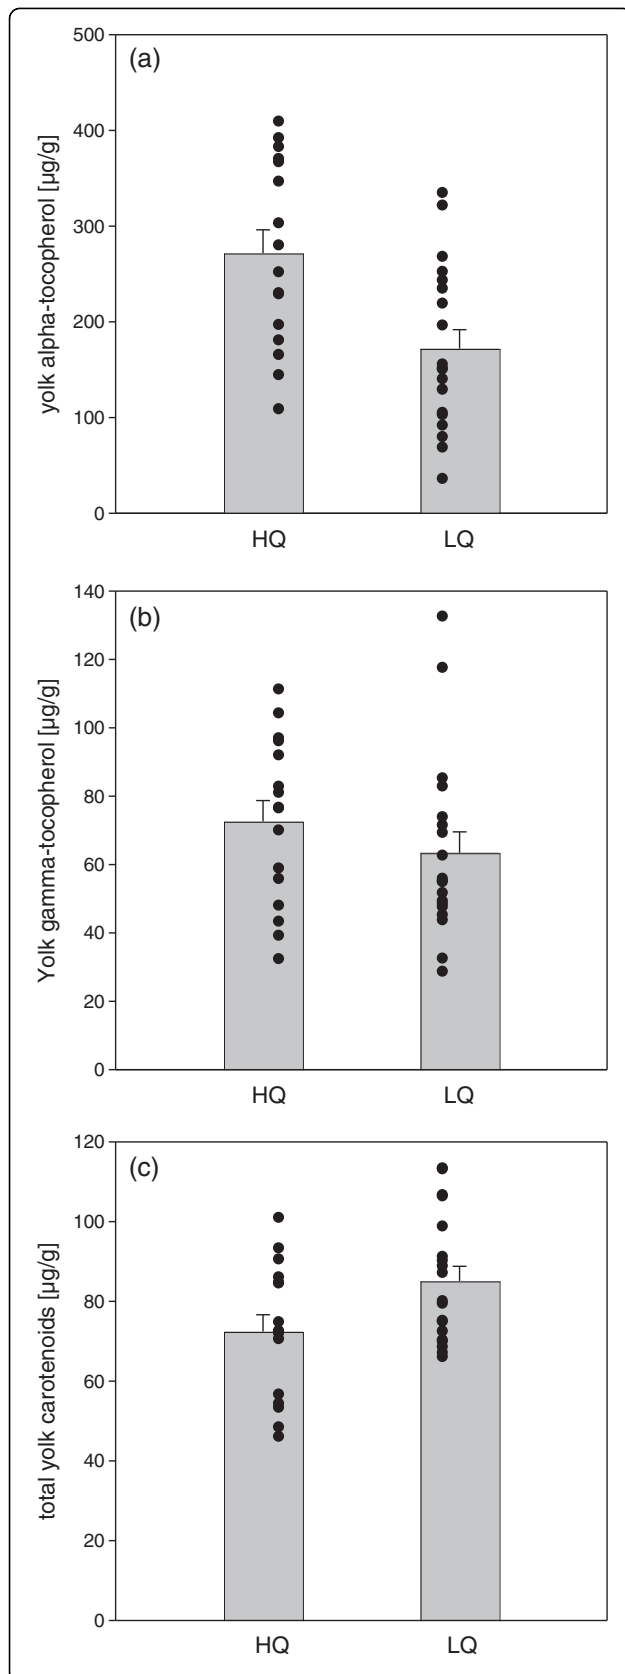 (a)
yolk alpha-tocopherol [µg/g]
500
400
300
200
100
0
HQ LQ
(b)
Yolk gamma-tocopherol [µg/g]
140
120
100
80
60
40
20
0
HQ LQ
(c)
total yolk carotenoids [µg/g]
120
100
80
60
40
20
0
HQ LQ